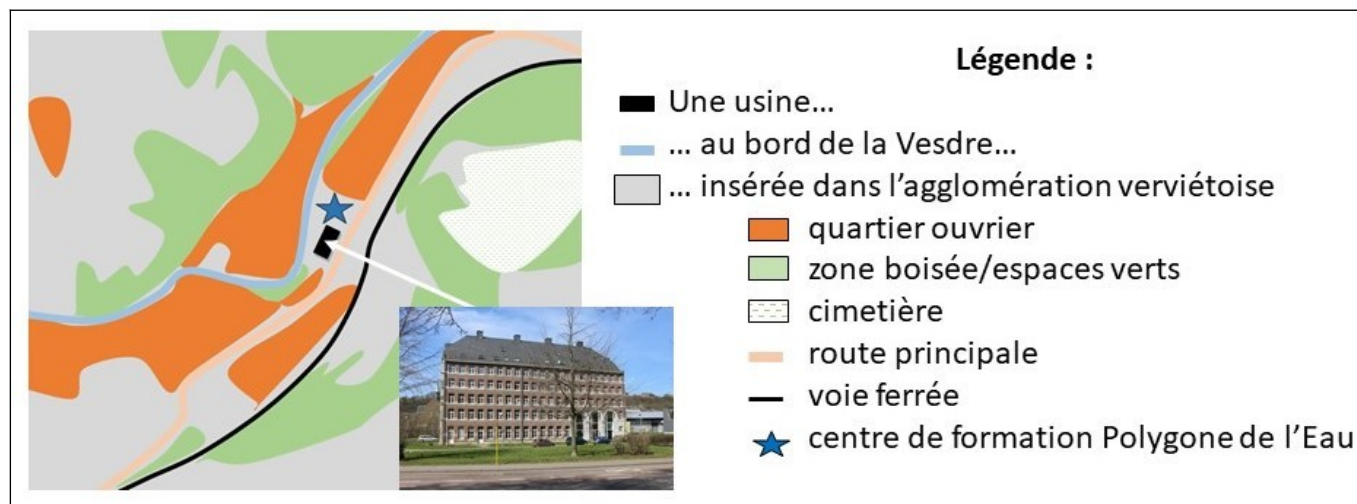 Légende :
Une usine…
… au bord de la Vesdre…
… insérée dans l’agglomération verviétoise
quartier ouvrier
zone boisée/espaces verts
cimetière
route principale
voie ferrée
centre de formation Polygone de l’Eau